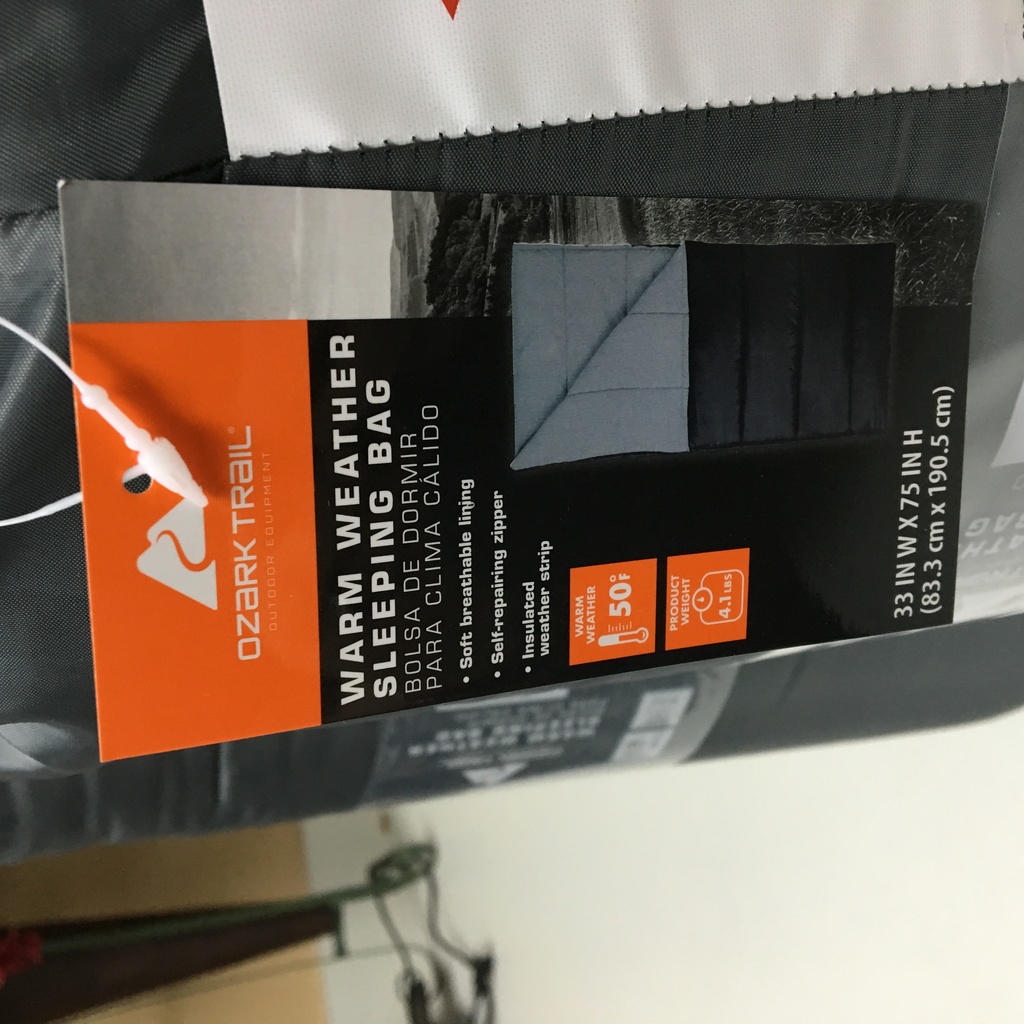 OZARK TRAIL®
OUTDOOR EQUIPMENT
WARM WEATHER
SLEEPING BAG
BOLSA DE DORMIR
PARA CLIMA CÁLIDO
• Soft breathable lining
• Self-repairing zipper
• Insulated
weather strip
WARM
WEATHER
50°F
PRODUCT
WEIGHT
4.1 LBS
33 IN W X 75 IN H
(83.3 cm x 190.5 cm)